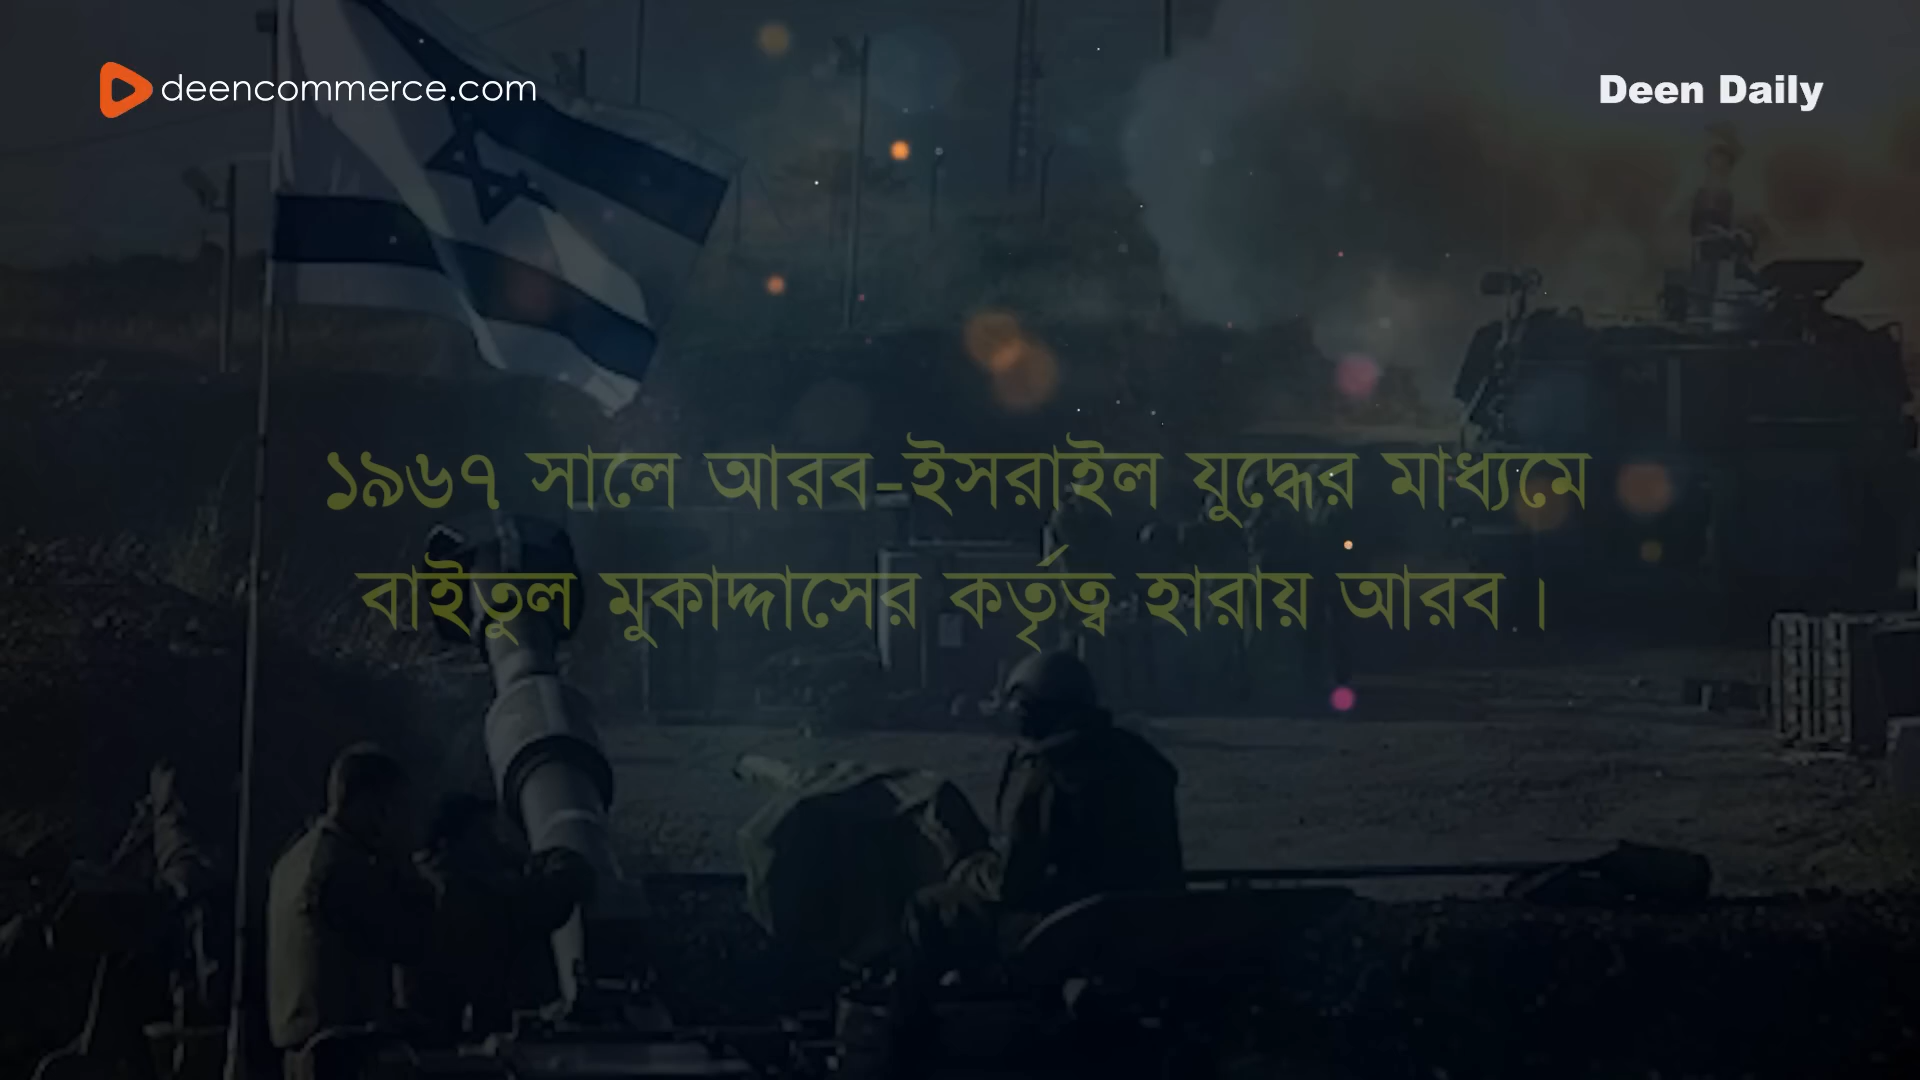 deencommerce.com
Deen Daily
১৯৬৭ সালে আরব-ইসরাইল যুদ্ধের মাধ্যমে
বাইতুল মুকাদ্দাসের কর্তৃত্ব হারায় আরব।